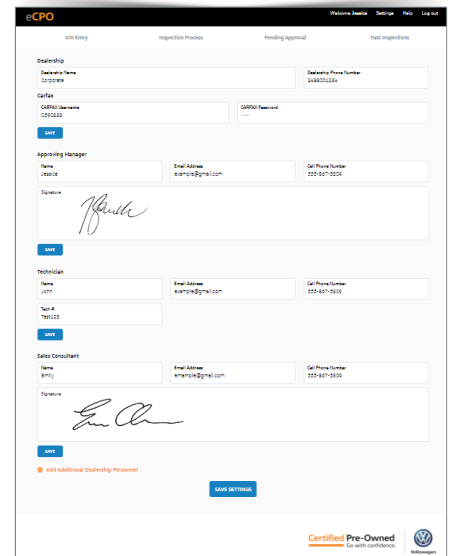 eCPO
Welcome Jessica Settings Help Log out
VIN Entry Inspection Process Pending Approval Past Inspections
Dealership
Dealership Name Dealership Phone Number
Corporate
Carfax
CARFAX Username CARFAX Password
C590888
SAVE
Approving Manager
Name Email Address Cell Phone Number
Jessica example@gmail.com 555-867-5309
Signature
SAVE
Technician
Name Email Address Cell Phone Number
John example@gmail.com 555-867-5309
Tech #
Test123
SAVE
Sales Consultant
Name Email Address Cell Phone Number
Emily emample@gmail.com 555-867-5309
Signature
SAVE
Add Additional Dealership Personnel
SAVE SETTINGS
Certified Pre-Owned
Go with confidence.
Volkswagen